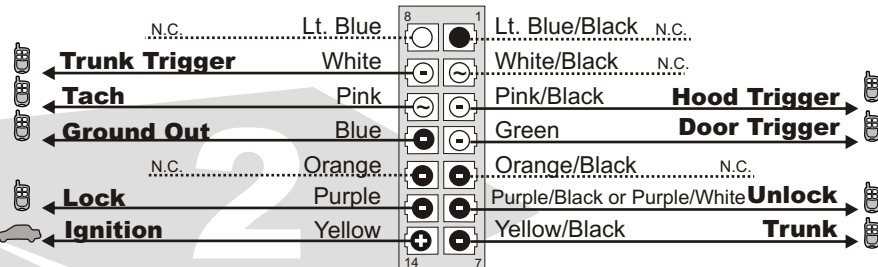 8 1
N.C. Lt. Blue Lt. Blue/Black N.C.
Trunk Trigger White White/Black N.C.
Tach Pink Pink/Black Hood Trigger
Ground Out Blue Green Door Trigger
N.C. Orange Orange/Black N.C.
Lock Purple Purple/Black or Purple/White Unlock
Ignition Yellow Yellow/Black Trunk
14 7
2